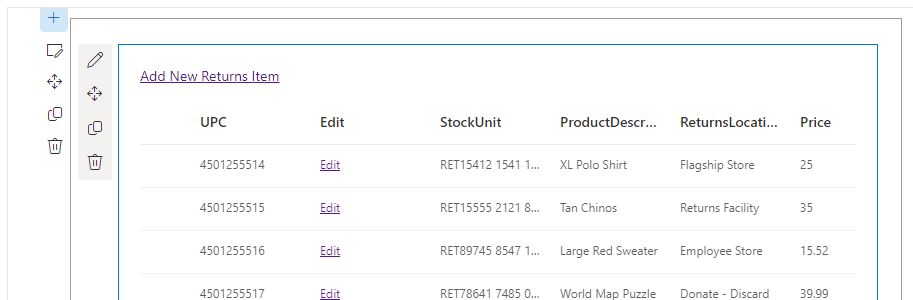 Add New Returns Item
UPC Edit StockUnit ProductDescr... ReturnsLocati... Price
4501255514 Edit RET15412 1541 1... XL Polo Shirt Flagship Store 25
4501255515 Edit RET15555 2121 8... Tan Chinos Returns Facility 35
4501255516 Edit RET89745 8547 1... Large Red Sweater Employee Store 15.52
4501255517 Edit RET78641 7485 0... World Map Puzzle Donate - Discard 39.99